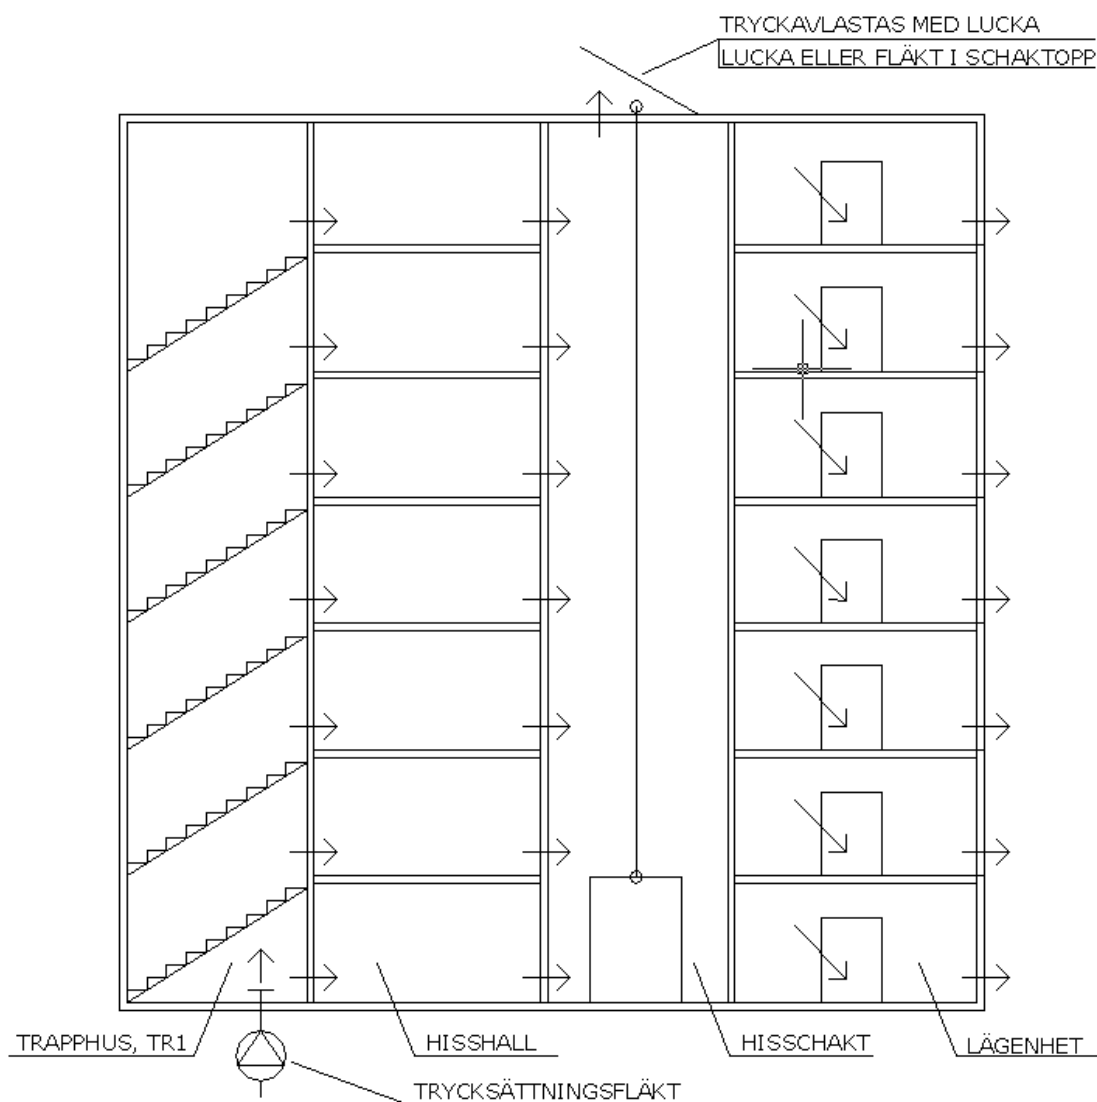 TRYCKAVLASTAS MED LUCKA
LUCKA ELLER FLÄKT I SCHAKTOPP
TRAPPHUS, TR1
HISSHALL
HISSCHAKT
LÄGENHET
TRYCKSÄTTNINGSFLÄKT